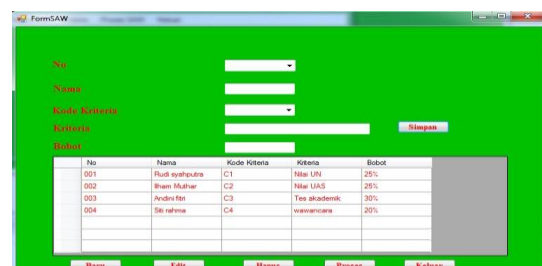 FormSAW
No
Nama
Kode Kriteria
Kriteria
Simpan
Bobot
No Nama Kode Kriteria Kriteria Bobot
001 Rudi syahputra C1 Nilai UN 25%
002 Ilham Muthar C2 Nilai UAS 25%
003 Andini fitri C3 Tes akademik 30%
004 Siti rahma C4 wawancara 20%
Baru Edit Hapus Proses Keluar